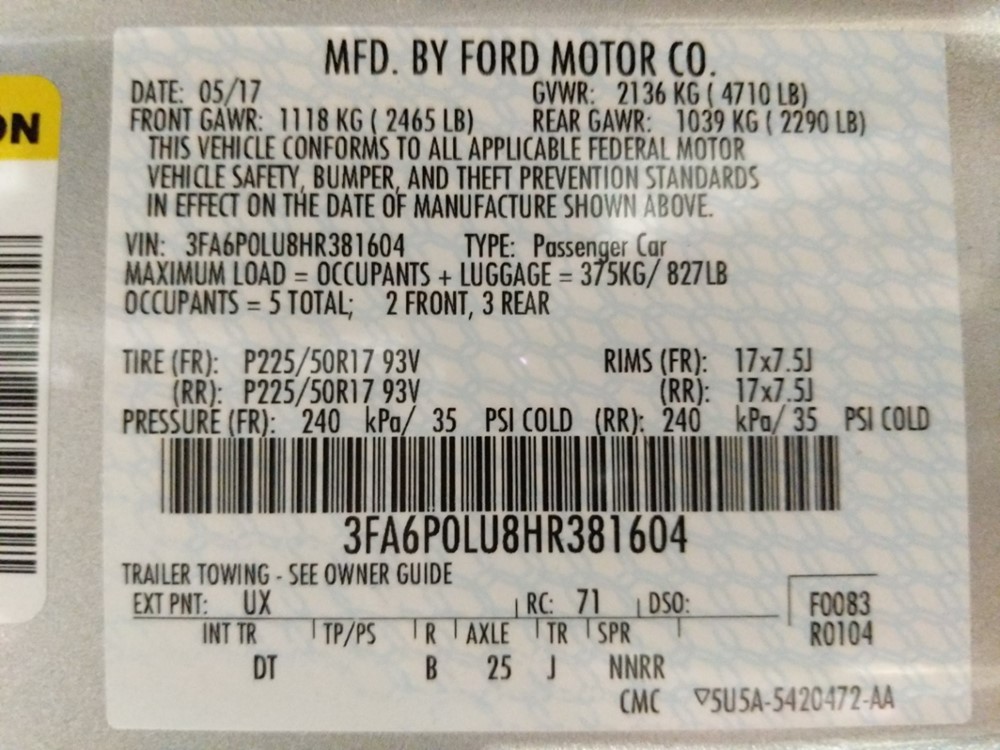 ON
MFD. BY FORD MOTOR CO.
DATE: 05/17 GVWR: 2136 KG ( 4710 LB)
FRONT GAWR: 1118 KG ( 2465 LB) REAR GAWR: 1039 KG ( 2290 LB)
THIS VEHICLE CONFORMS TO ALL APPLICABLE FEDERAL MOTOR
VEHICLE SAFETY, BUMPER, AND THEFT PREVENTION STANDARDS
IN EFFECT ON THE DATE OF MANUFACTURE SHOWN ABOVE.
VIN: 3FA6P0LU8HR381604 TYPE: Passenger Car
MAXIMUM LOAD = OCCUPANTS + LUGGAGE = 375KG/ 827LB
OCCUPANTS = 5 TOTAL; 2 FRONT, 3 REAR
TIRE (FR): P225/50R17 93V RIMS (FR): 17x7.5J
(RR): P225/50R17 93V (RR): 17x7.5J
PRESSURE (FR): 240 kPa/ 35 PSI COLD (RR): 240 kPa/ 35 PSI COLD
3FA6P0LU8HR381604
TRAILER TOWING - SEE OWNER GUIDE
EXT PNT: UX RC: 71 DSO: F0083
INT TR TP/PS R AXLE TR SPR R0104
DT B 25 J NNRR
CMC ▽5U5A-5420472-AA